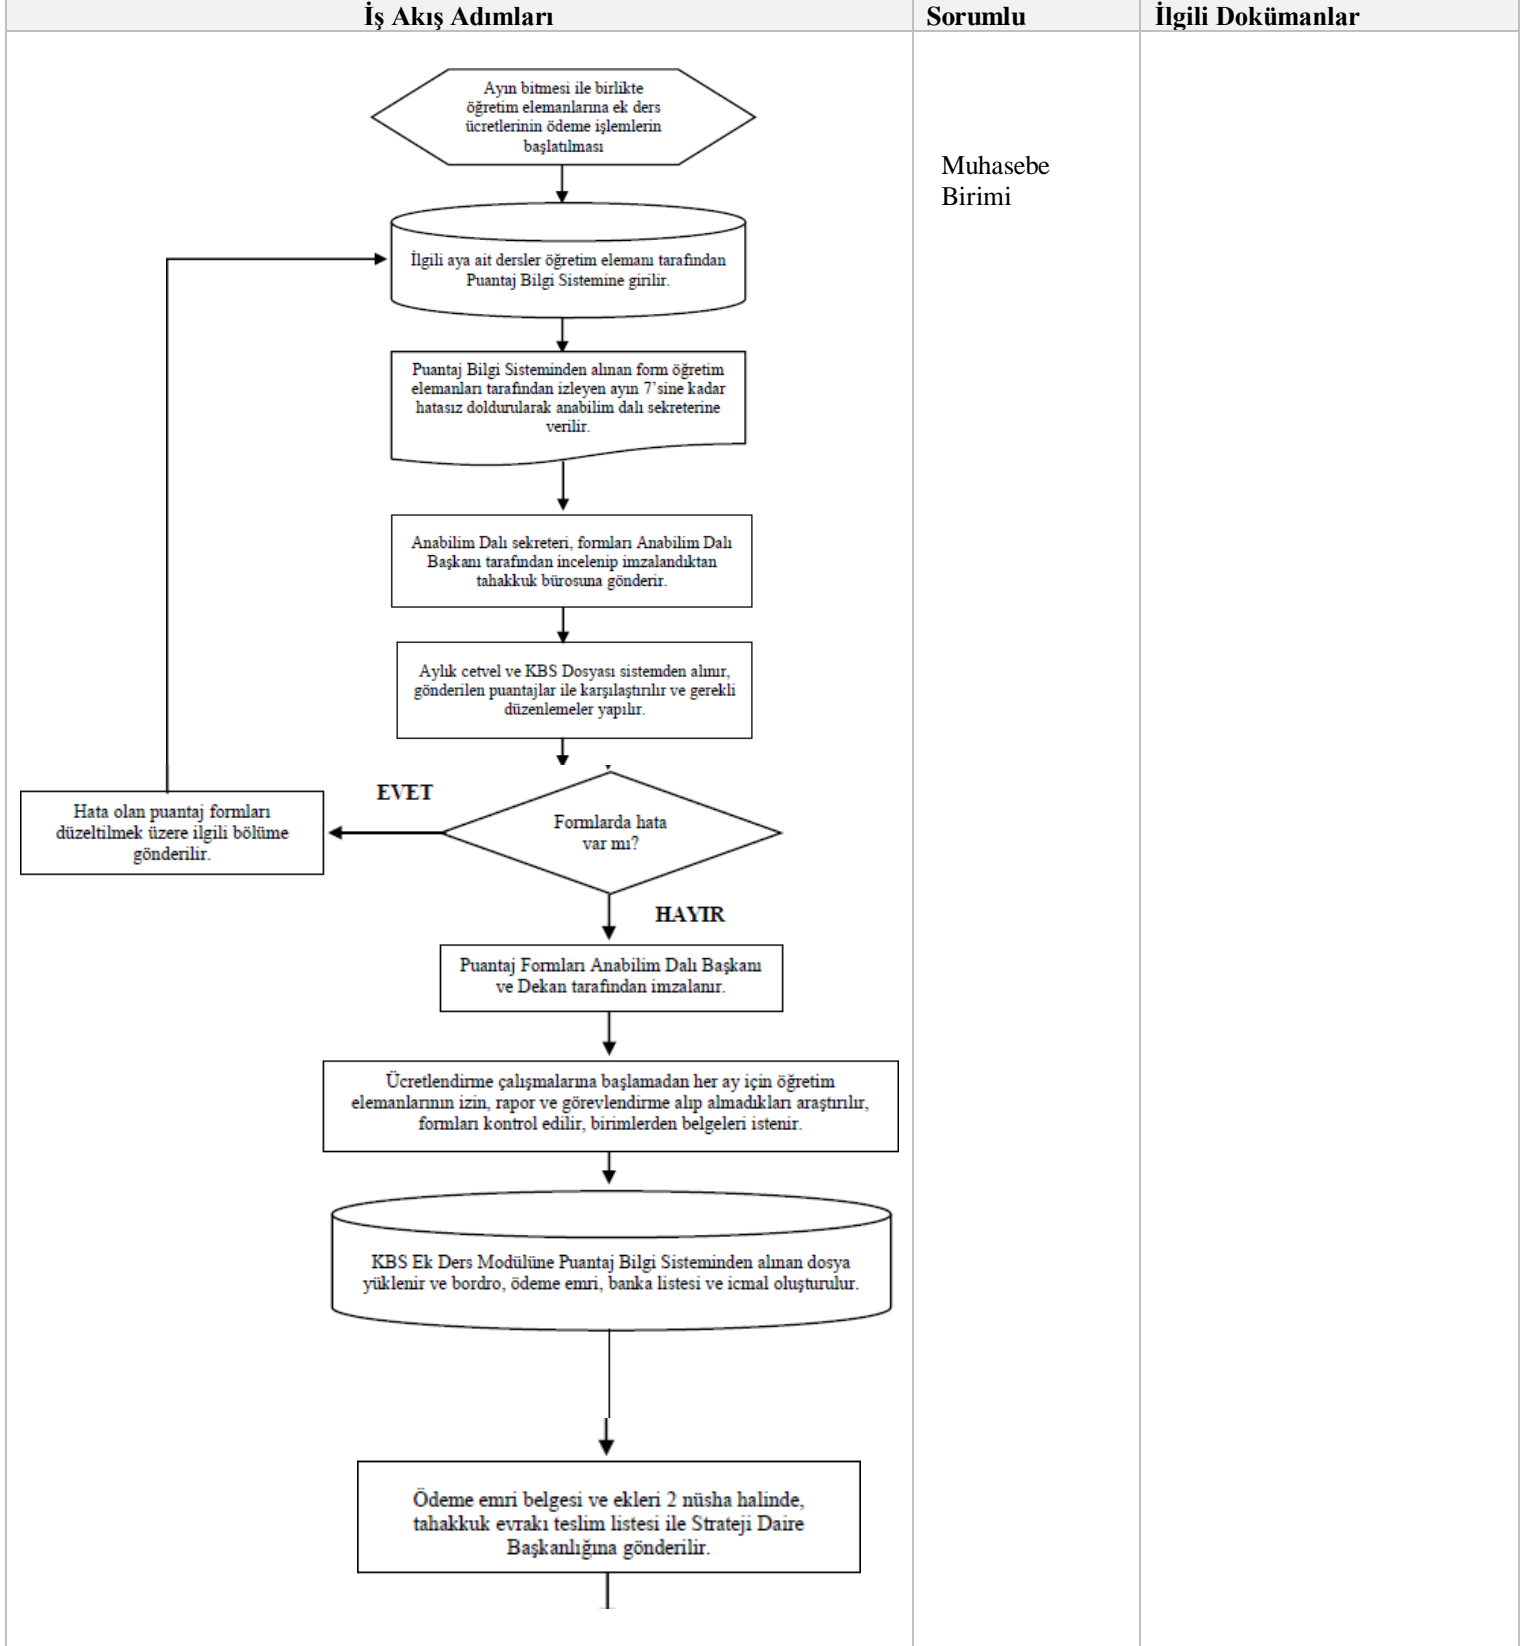 İş Akış Adımları
Sorumlu
İlgili Dokümanlar
Ayın bitmesi ile birlikte
öğretim elemanlarına ek ders
ücretlerinin ödeme işlemlerin
başlatılması
Muhasebe
Birimi
İlgili aya ait dersler öğretim elemanı tarafından
Puantaj Bilgi Sistemine girilir.
Puantaj Bilgi Sisteminden alınan form öğretim
elemanları tarafından izleyen ayın 7’sine kadar
hatasız doldurularak anabilim dalı sekreterine
verilir.
Anabilim Dalı sekreteri, formları Anabilim Dalı
Başkanı tarafından incelenip imzalandıktan
tahakkuk bürosuna gönderir.
Aylık cetvel ve KBS Dosyası sistemden alınır,
gönderilen puantajlar ile karşılaştırılır ve gerekli
düzenlemeler yapılır.
EVET
Hata olan puantaj formları
düzeltilmek üzere ilgili bölüme
gönderilir.
Formlarda hata
var mı?
HAYIR
Puantaj Formları Anabilim Dalı Başkanı
ve Dekan tarafından imzalanır.
Ücretlendirme çalışmalarına başlamadan her ay için öğretim
elemanlarının izin, rapor ve görevlendirme alıp almadıkları araştırılır,
formları kontrol edilir, birimlerden belgeleri istenir.
KBS Ek Ders Modülüne Puantaj Bilgi Sisteminden alınan dosya
yüklenir ve bordro, ödeme emri, banka listesi ve icmal oluşturulur.
Ödeme emri belgesi ve ekleri 2 nüsha halinde,
tahakkuk evrakı teslim listesi ile Strateji Daire
Başkanlığına gönderilir.